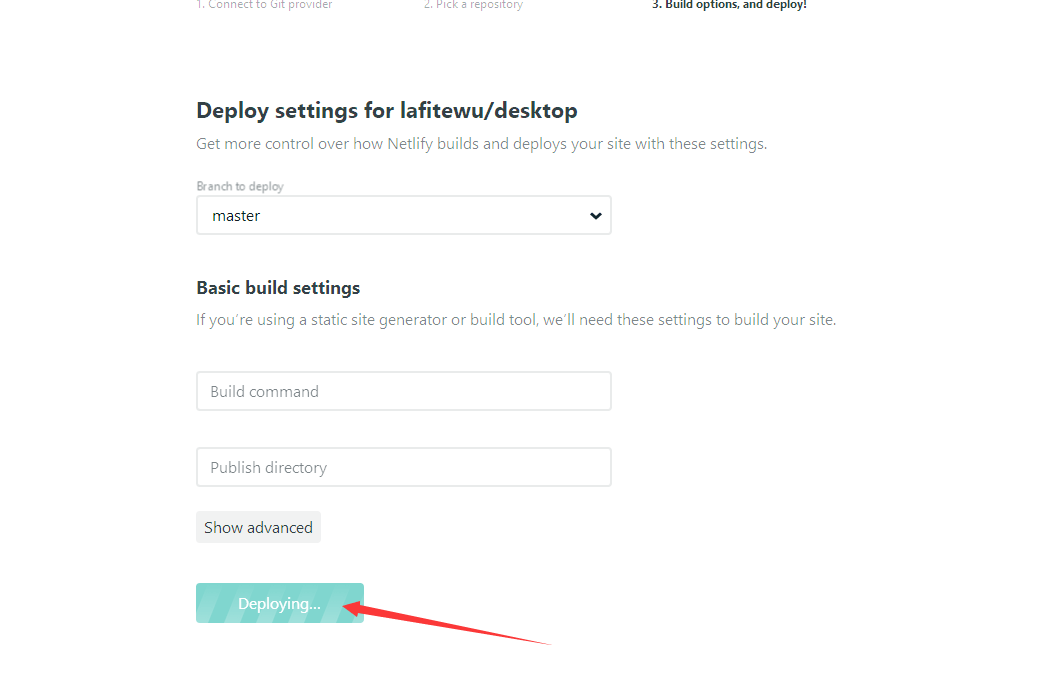 1. Connect to Git provider
2. Pick a repository
3. Build options, and deploy!
Deploy settings for lafitewu/desktop
Get more control over how Netlify builds and deploys your site with these settings.
Branch to deploy
master
Basic build settings
If you're using a static site generator or build tool, we'll need these settings to build your site.
Build command
Publish directory
Show advanced
Deploying...